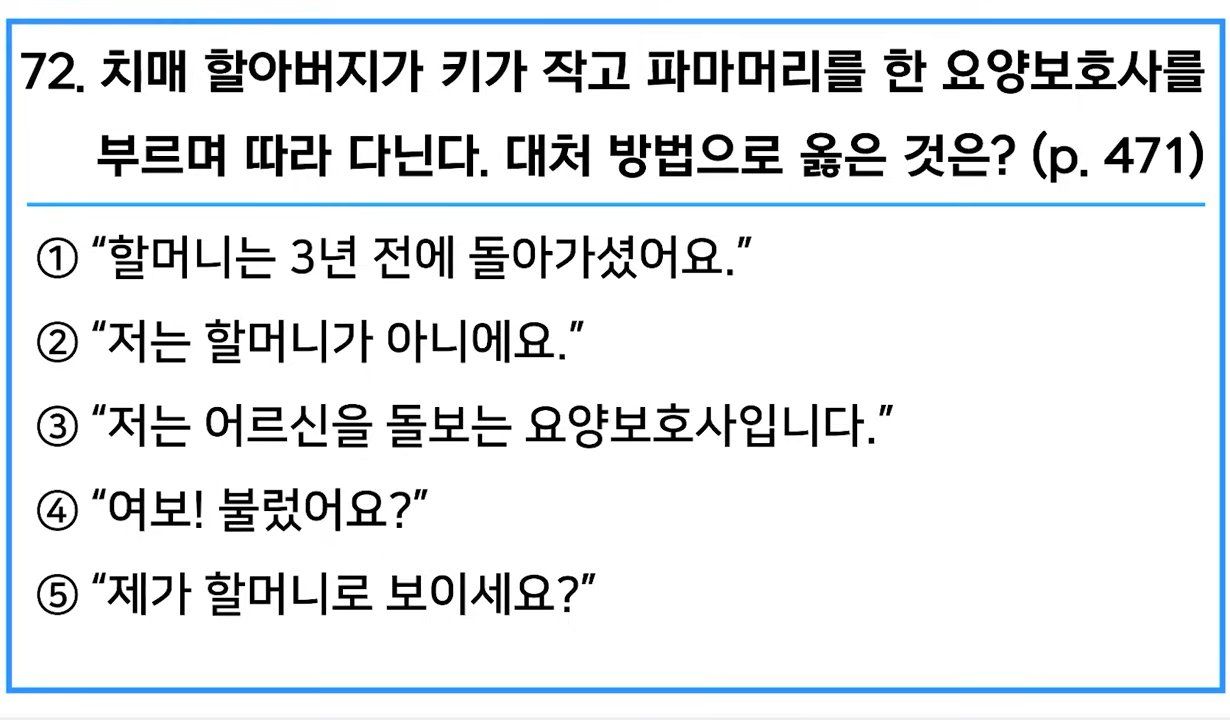 72. 치매 할아버지가 키가 작고 파마머리를 한 요양보호사를
부르며 따라 다닌다. 대처 방법으로 옳은 것은? (p. 471)
① “할머니는 3년 전에 돌아가셨어요.”
② “저는 할머니가 아니에요.”
③ “저는 어르신을 돌보는 요양보호사입니다.”
④ “여보! 불렀어요?”
⑤ “제가 할머니로 보이세요?”